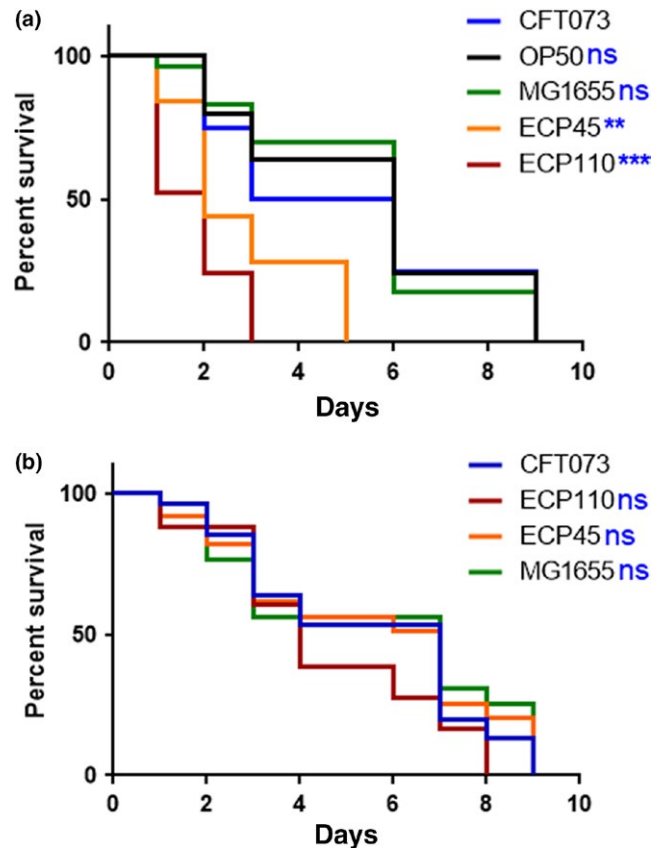 (a)
CFT073
OP50 ns
MG1655 ns
ECP45 **
ECP110 ***
Percent survival
100
50
0
0 2 4 6 8 10
Days
(b)
CFT073
ECP110 ns
ECP45 ns
MG1655 ns
Percent survival
100
50
0
0 2 4 6 8 10
Days